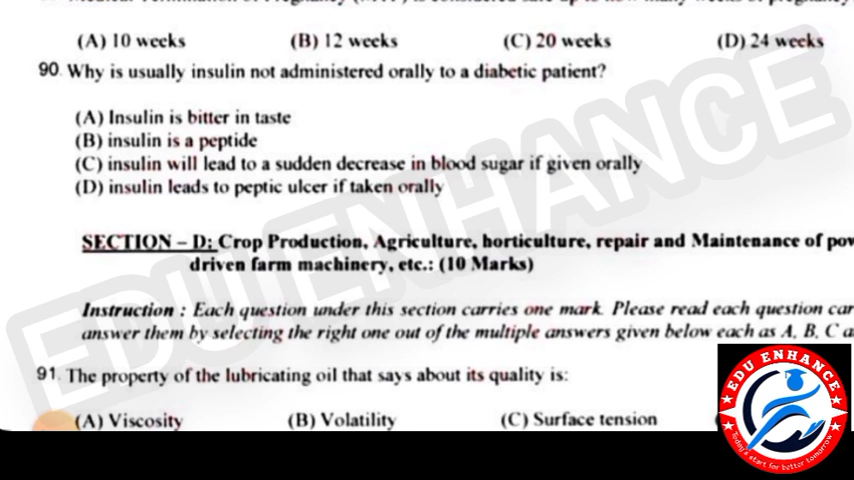 (A) 10 weeks (B) 12 weeks (C) 20 weeks (D) 24 weeks
90. Why is usually insulin not administered orally to a diabetic patient?
(A) Insulin is bitter in taste
(B) insulin is a peptide
(C) insulin will lead to a sudden decrease in blood sugar if given orally
(D) insulin leads to peptic ulcer if taken orally
SECTION – D: Crop Production, Agriculture, horticulture, repair and Maintenance of pow
driven farm machinery, etc.: (10 Marks)
Instruction : Each question under this section carries one mark. Please read each question car
answer them by selecting the right one out of the multiple answers given below each as A, B, C a
91. The property of the lubricating oil that says about its quality is:
(A) Viscosity (B) Volatility (C) Surface tension
EDU ENHANCE
EDU ENHANCE
Today's start for better tomorrow